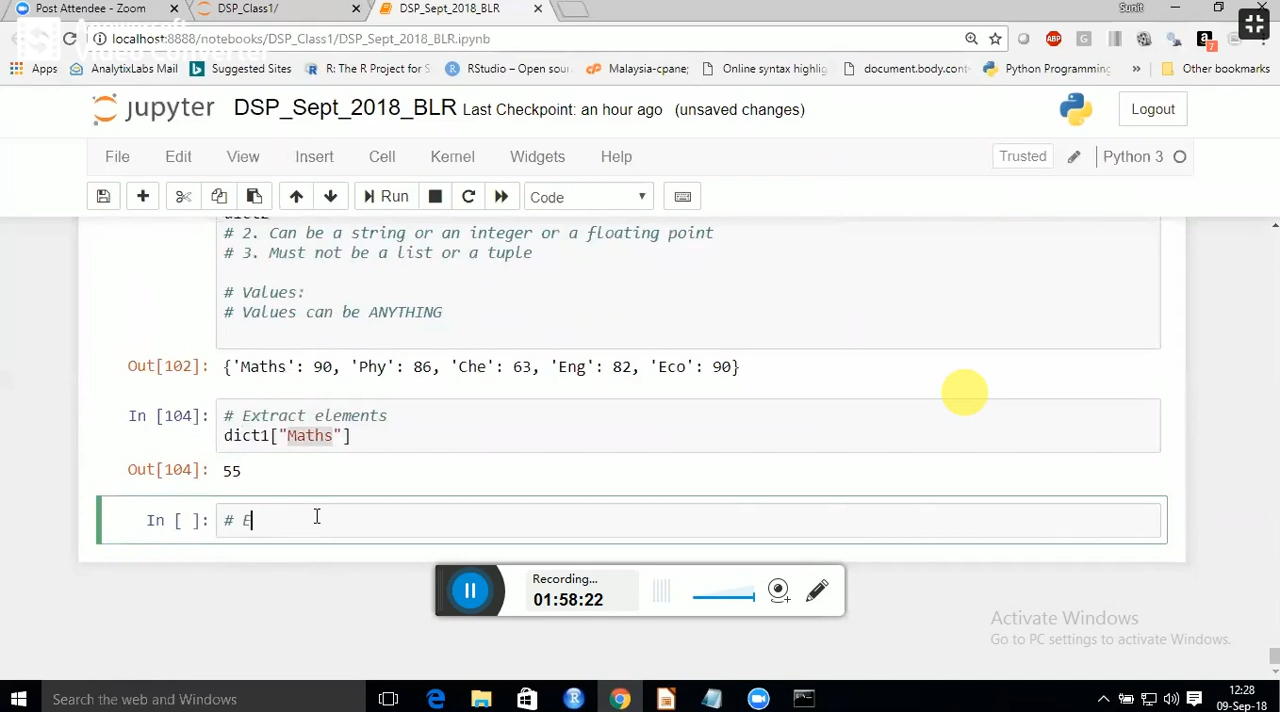 Post Attendee - Zoom
DSP_Class1/
DSP_Sept_2018_BLR
Sunit
localhost:8888/notebooks/DSP_Class1/DSP_Sept_2018_BLR.ipynb
Apps
AnalytixLabs Mail
Suggested Sites
R: The R Project for S
RStudio – Open sour
Malaysia-cpane
Online syntax highlig
document.body.cont
Python Programming
»
Other bookmarks
jupyter DSP_Sept_2018_BLR Last Checkpoint: an hour ago (unsaved changes)
Logout
File Edit View Insert Cell Kernel Widgets Help
Trusted Python 3
Run Code
# 2. Can be a string or an integer or a floating point
# 3. Must not be a list or a tuple
# Values:
# Values can be ANYTHING
Out[102]: {'Maths': 90, 'Phy': 86, 'Che': 63, 'Eng': 82, 'Eco': 90}
In [104]: # Extract elements
dict1["Maths"]
Out[104]: 55
In [ ]: # E
Recording...
01:58:22
Activate Windows
Go to PC settings to activate Windows.
Search the web and Windows
12:28
09-Sep-18